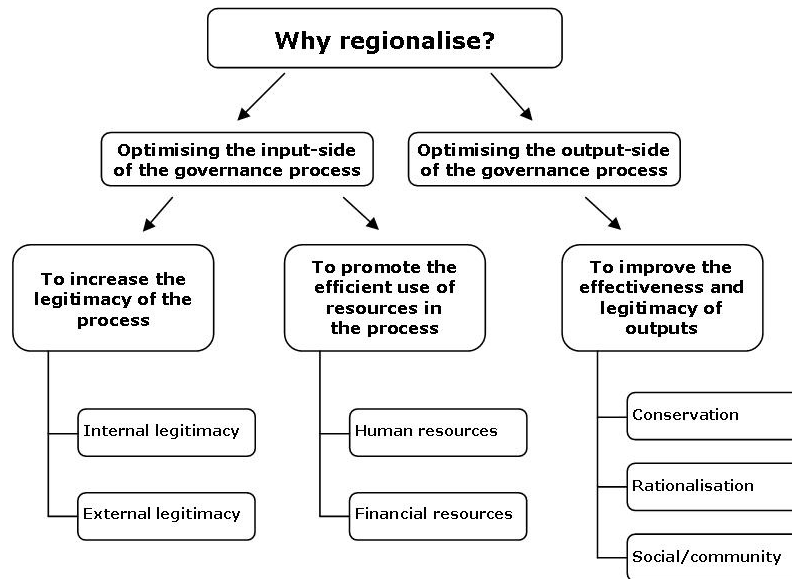 Why regionalise?
Optimising the input-side
of the governance process
Optimising the output-side
of the governance process
To increase the
legitimacy of the
process
To promote the
efficient use of
resources in
the process
To improve the
effectiveness and
legitimacy of
outputs
Internal legitimacy
External legitimacy
Human resources
Financial resources
Conservation
Rationalisation
Social/community